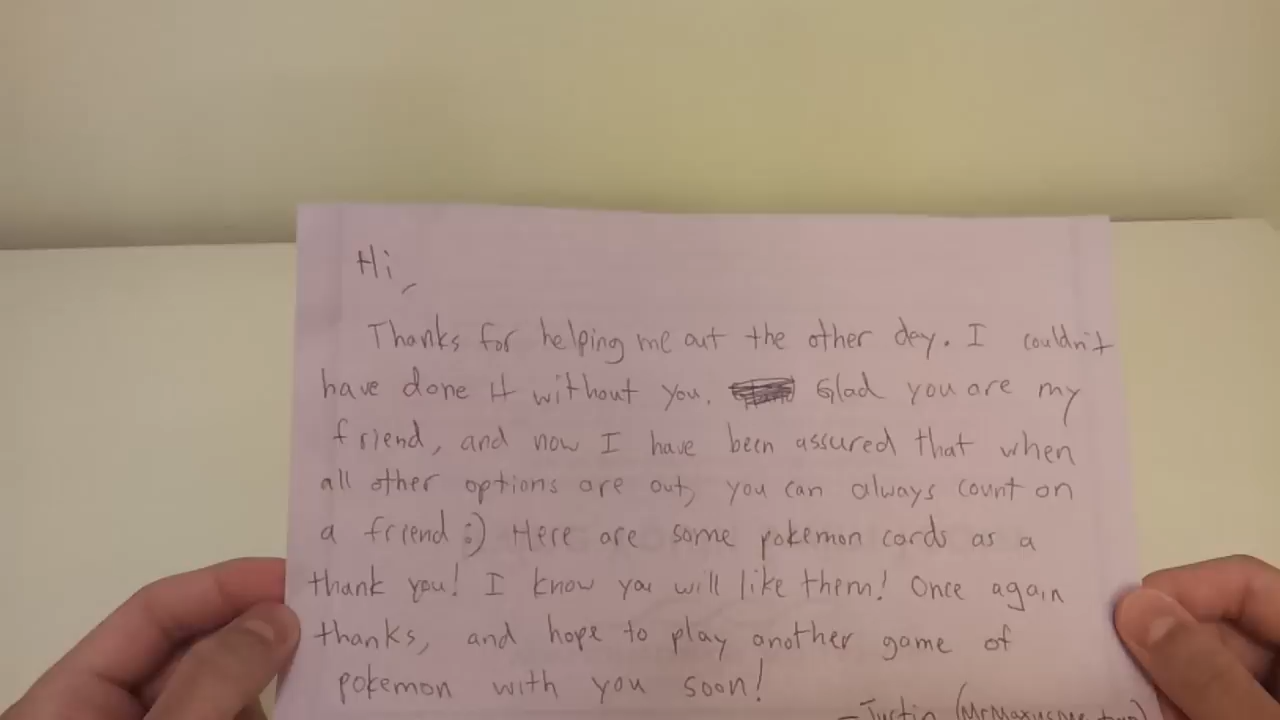 Hi,
Thanks for helping me out the other day. I couldn't
have done it without you. Glad you are my
friend, and now I have been assured that when
all other options are out, you can always count on
a friend :) Here are some pokemon cards as a
thank you! I know you will like them! Once again
thanks, and hope to play another game of
pokemon with you soon!
- Justin